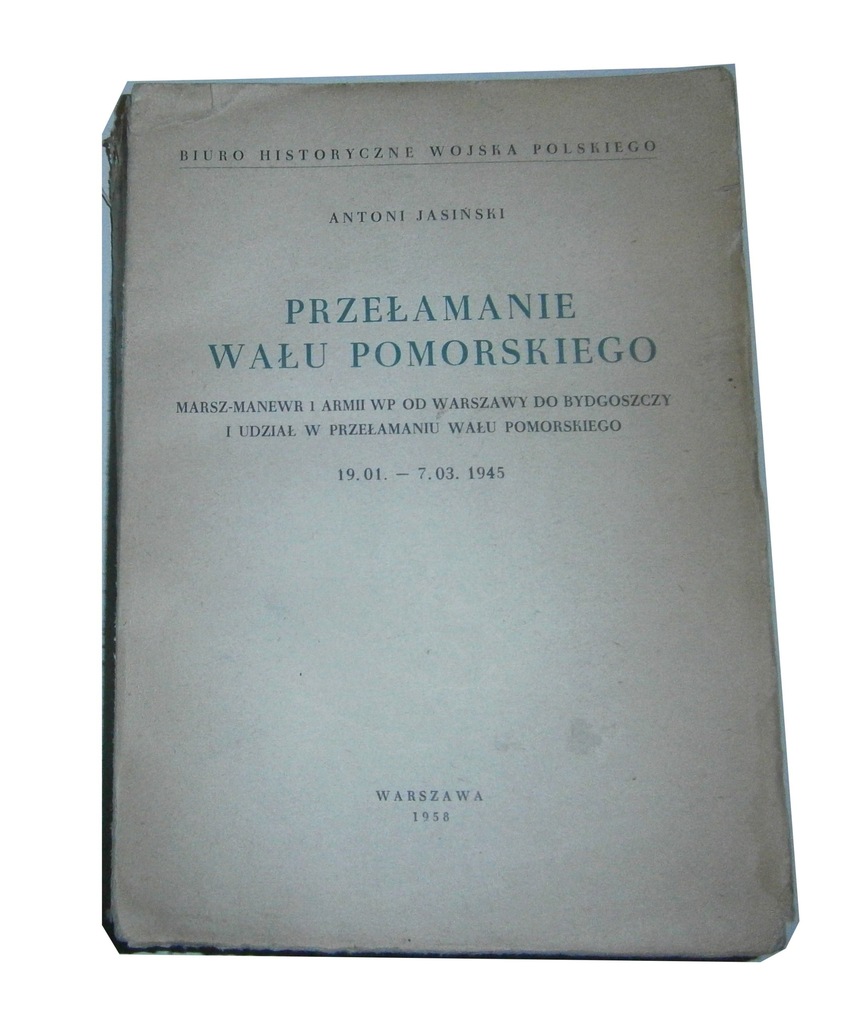 BIURO HISTORYCZNE WOJSKA POLSKIEGO
ANTONI JASIŃSKI
PRZEŁAMANIE
WAŁU POMORSKIEGO
MARSZ-MANEWR 1 ARMII WP OD WARSZAWY DO BYDGOSZCZY
I UDZIAŁ W PRZEŁAMANIU WAŁU POMORSKIEGO
19.01. — 7.03. 1945
WARSZAWA
1958